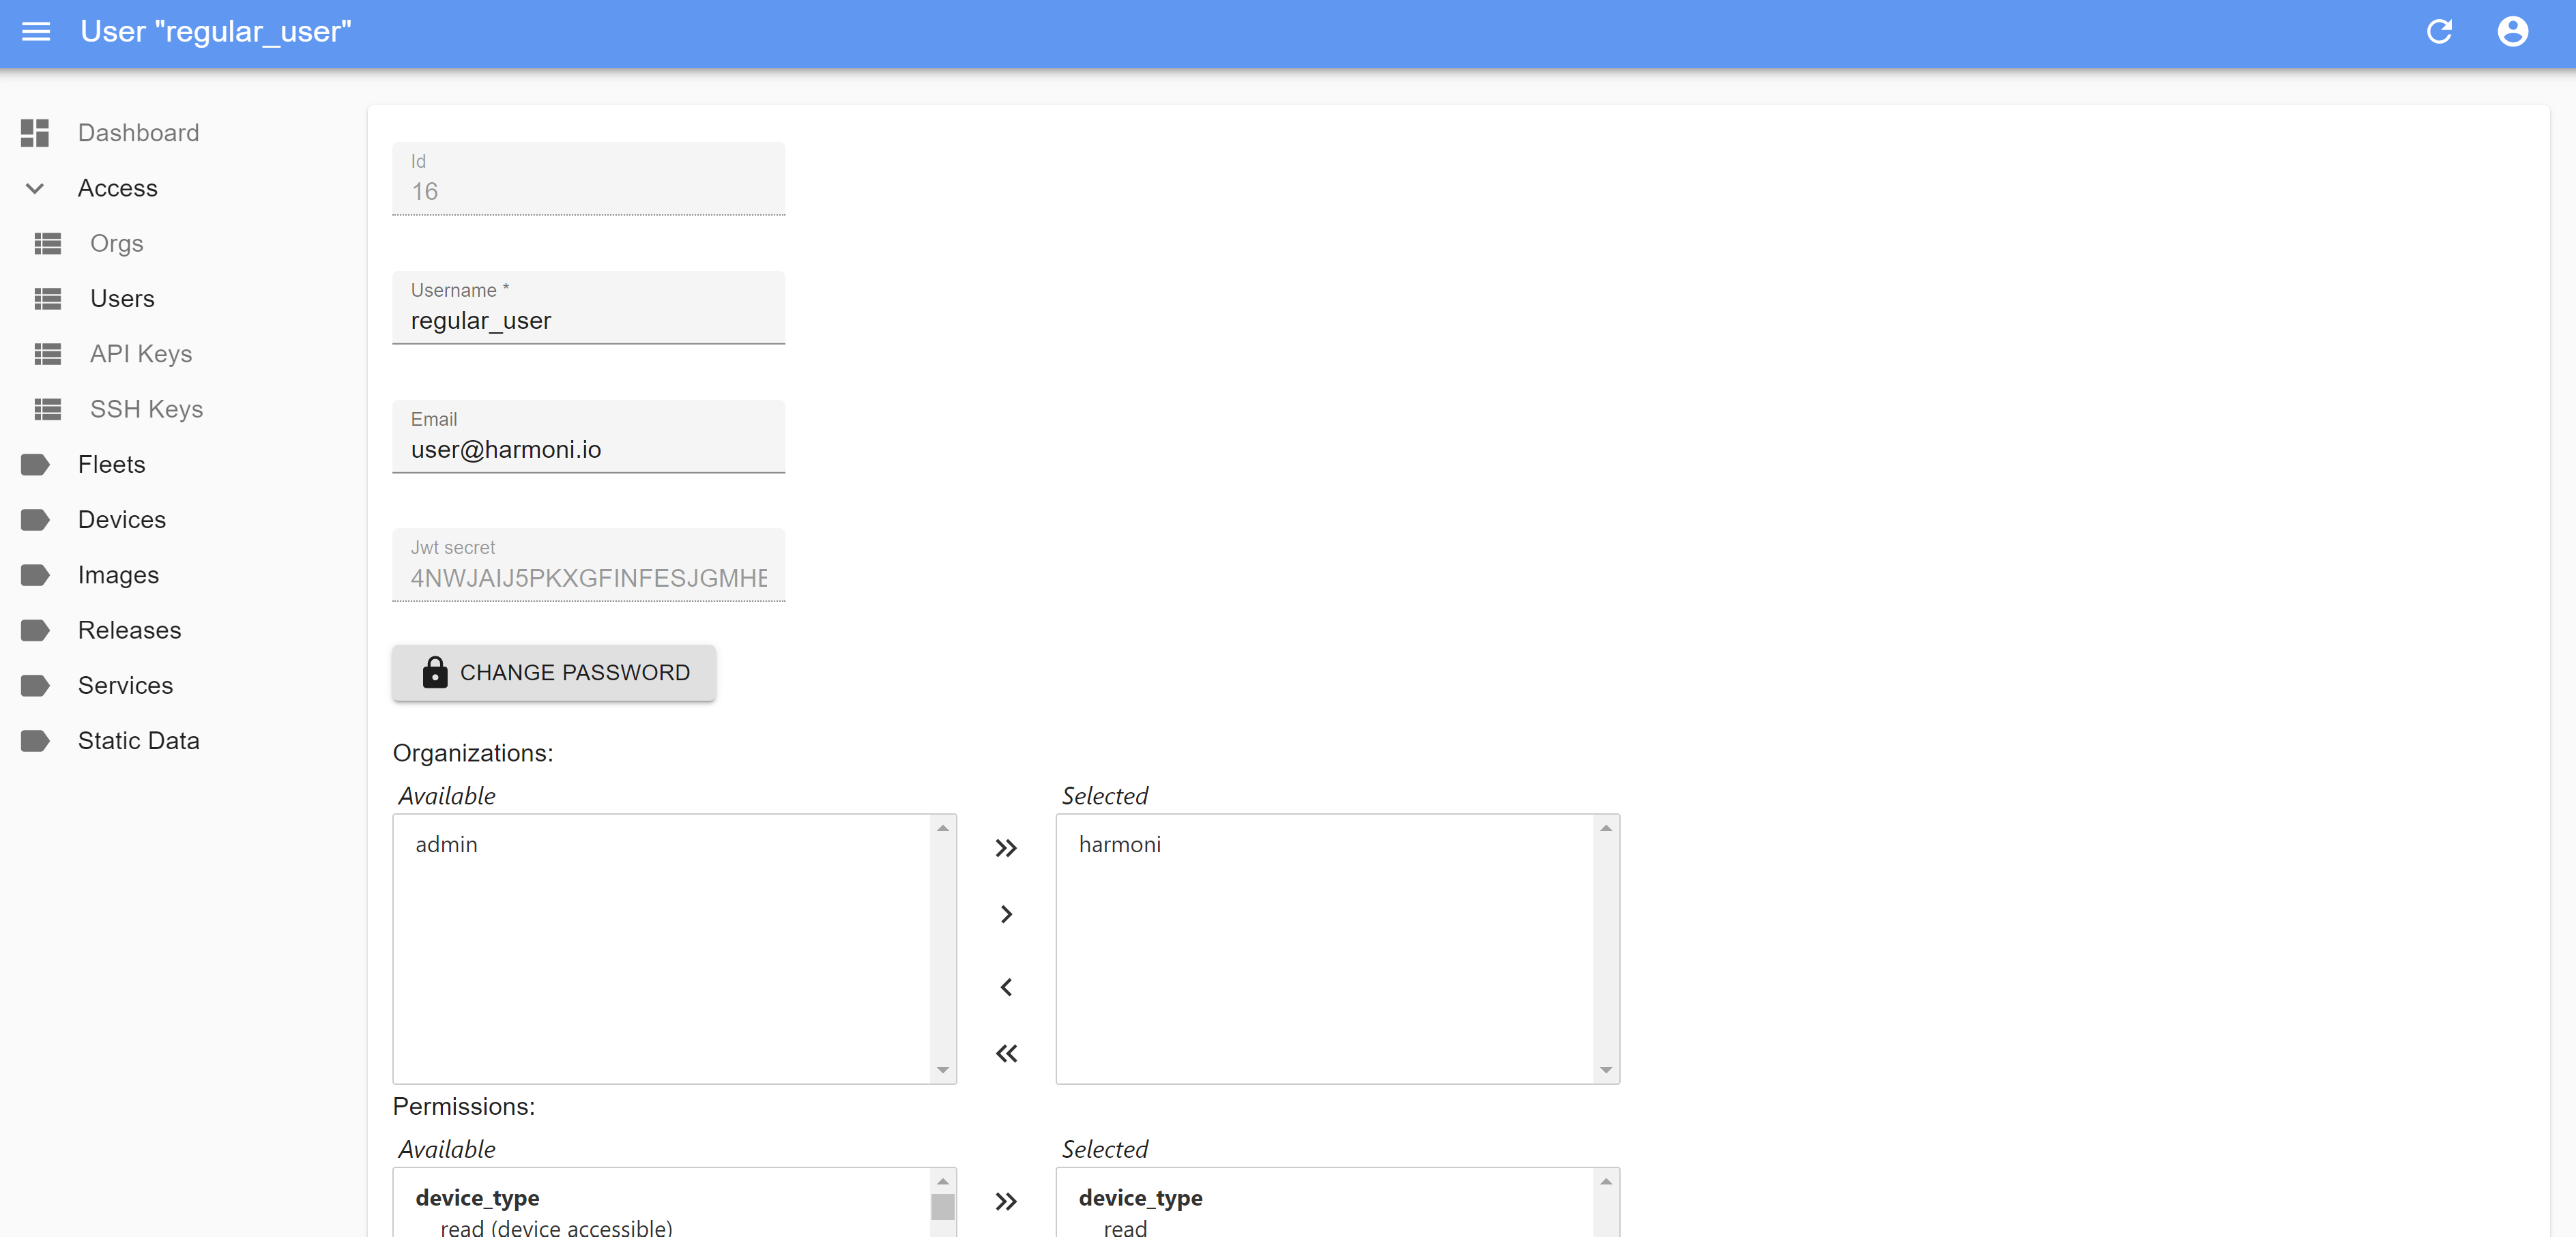 User "regular_user"
Dashboard
Access
Orgs
Users
API Keys
SSH Keys
Fleets
Devices
Images
Releases
Services
Static Data
Id
16
Username *
regular_user
Email
user@harmoni.io
Jwt secret
4NWJAIJ5PKXGFINFESJGMHE
CHANGE PASSWORD
Organizations:
Available
Selected
admin
harmoni
Permissions:
Available
Selected
device_type
device_type
read (device accessible)
read